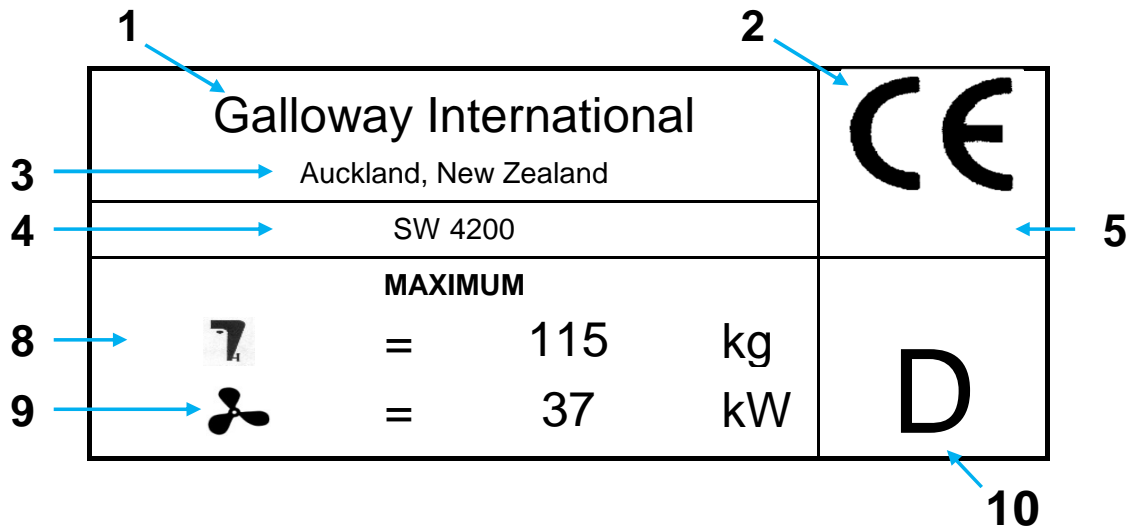 1 2
Galloway International CE
3 Auckland, New Zealand
4 SW 4200 5
MAXIMUM
8 = 115 kg
9 = 37 kW
D
10